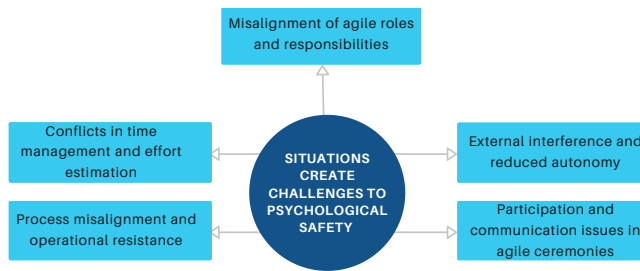 Misalignment of agile roles
and responsibilities
Conflicts in time
management and effort
estimation
External interference and
reduced autonomy
SITUATIONS
CREATE
CHALLENGES TO
PSYCHOLOGICAL
SAFETY
Process misalignment and
operational resistance
Participation and
communication issues in
agile ceremonies